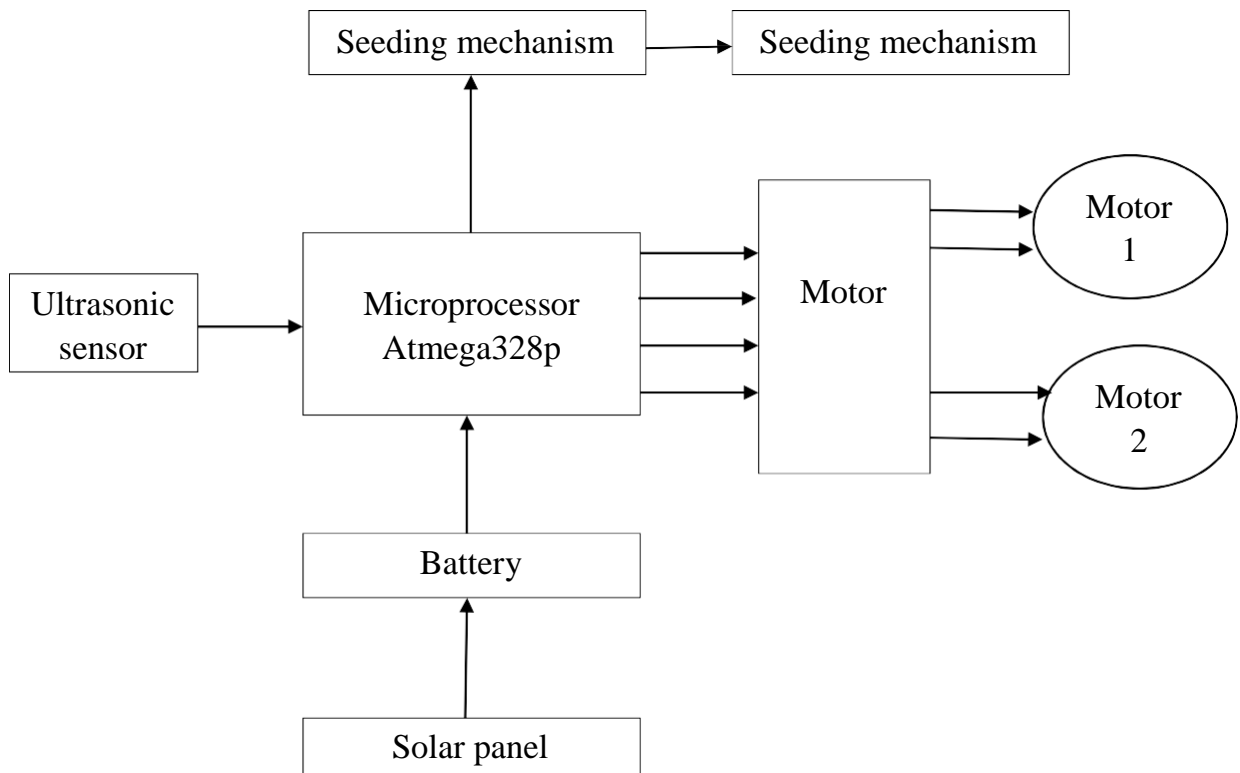 Seeding mechanism
Seeding mechanism
Motor
1
Ultrasonic
sensor
Microprocessor
Atmega328p
Motor
Motor
2
Battery
Solar panel